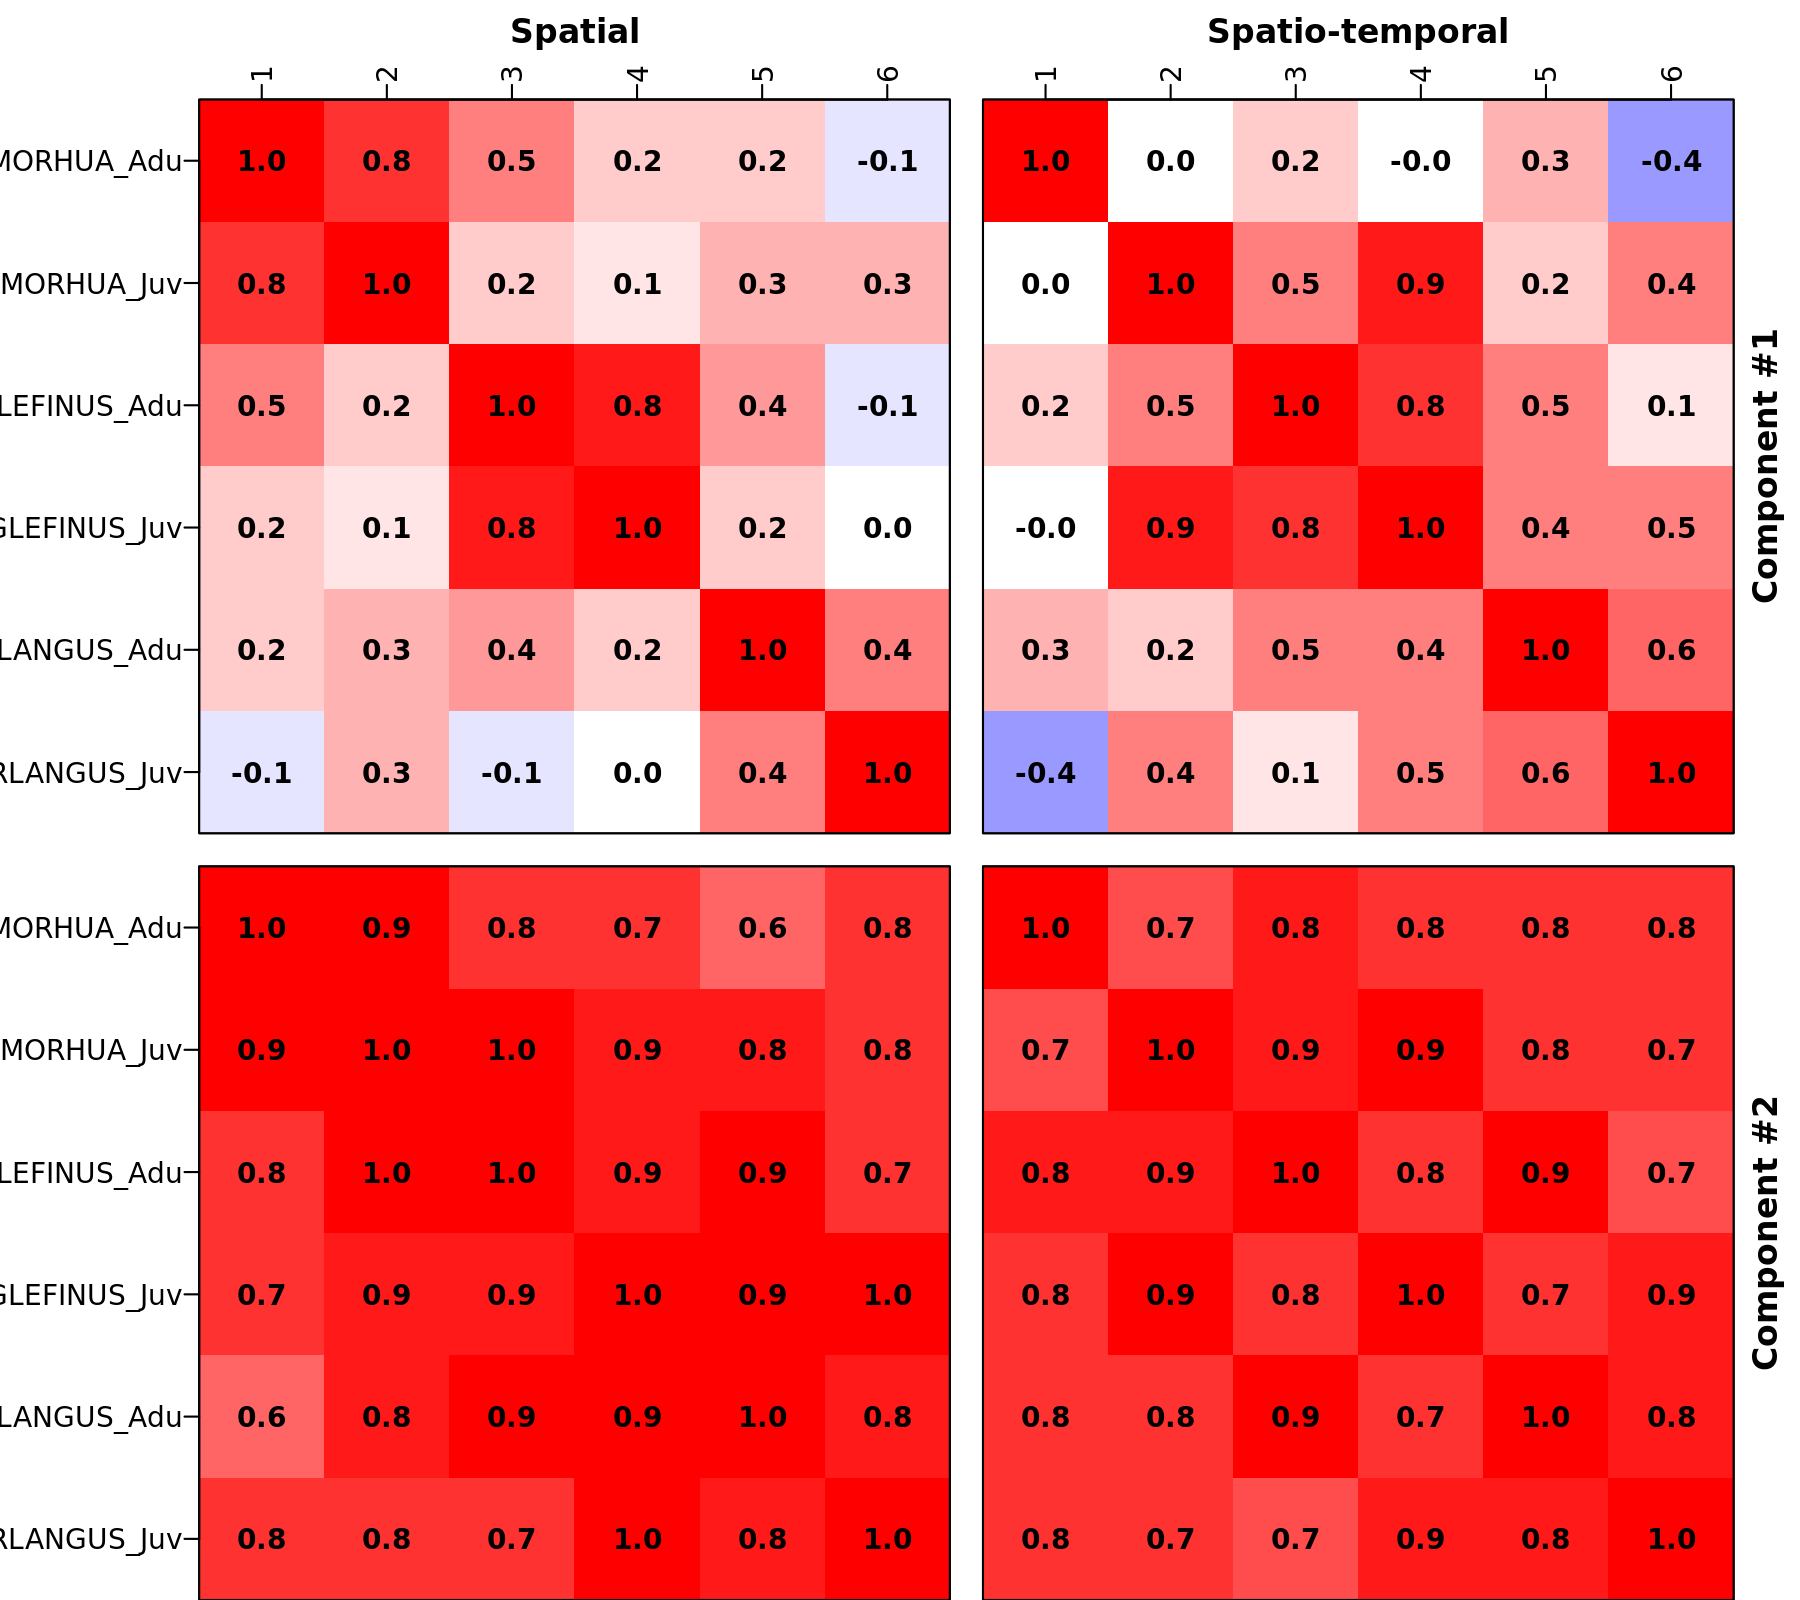 Spatial Spatio-temporal
1 2 3 4 5 6 1 2 3 4 5 6
MORHUA_Adu 1.0 0.8 0.5 0.2 0.2 -0.1 1.0 0.0 0.2 -0.0 0.3 -0.4
MORHUA_Juv 0.8 1.0 0.2 0.1 0.3 0.3 0.0 1.0 0.5 0.9 0.2 0.4
LEFINUS_Adu 0.5 0.2 1.0 0.8 0.4 -0.1 0.2 0.5 1.0 0.8 0.5 0.1
GLEFINUS_Juv 0.2 0.1 0.8 1.0 0.2 0.0 -0.0 0.9 0.8 1.0 0.4 0.5
LANGUS_Adu 0.2 0.3 0.4 0.2 1.0 0.4 0.3 0.2 0.5 0.4 1.0 0.6
RLANGUS_Juv -0.1 0.3 -0.1 0.0 0.4 1.0 -0.4 0.4 0.1 0.5 0.6 1.0
Component #1
MORHUA_Adu 1.0 0.9 0.8 0.7 0.6 0.8 1.0 0.7 0.8 0.8 0.8 0.8
MORHUA_Juv 0.9 1.0 1.0 0.9 0.8 0.8 0.7 1.0 0.9 0.9 0.8 0.7
LEFINUS_Adu 0.8 1.0 1.0 0.9 0.9 0.7 0.8 0.9 1.0 0.8 0.9 0.7
GLEFINUS_Juv 0.7 0.9 0.9 1.0 0.9 1.0 0.8 0.9 0.8 1.0 0.7 0.9
LANGUS_Adu 0.6 0.8 0.9 0.9 1.0 0.8 0.8 0.8 0.9 0.7 1.0 0.8
RLANGUS_Juv 0.8 0.8 0.7 1.0 0.8 1.0 0.8 0.7 0.7 0.9 0.8 1.0
Component #2